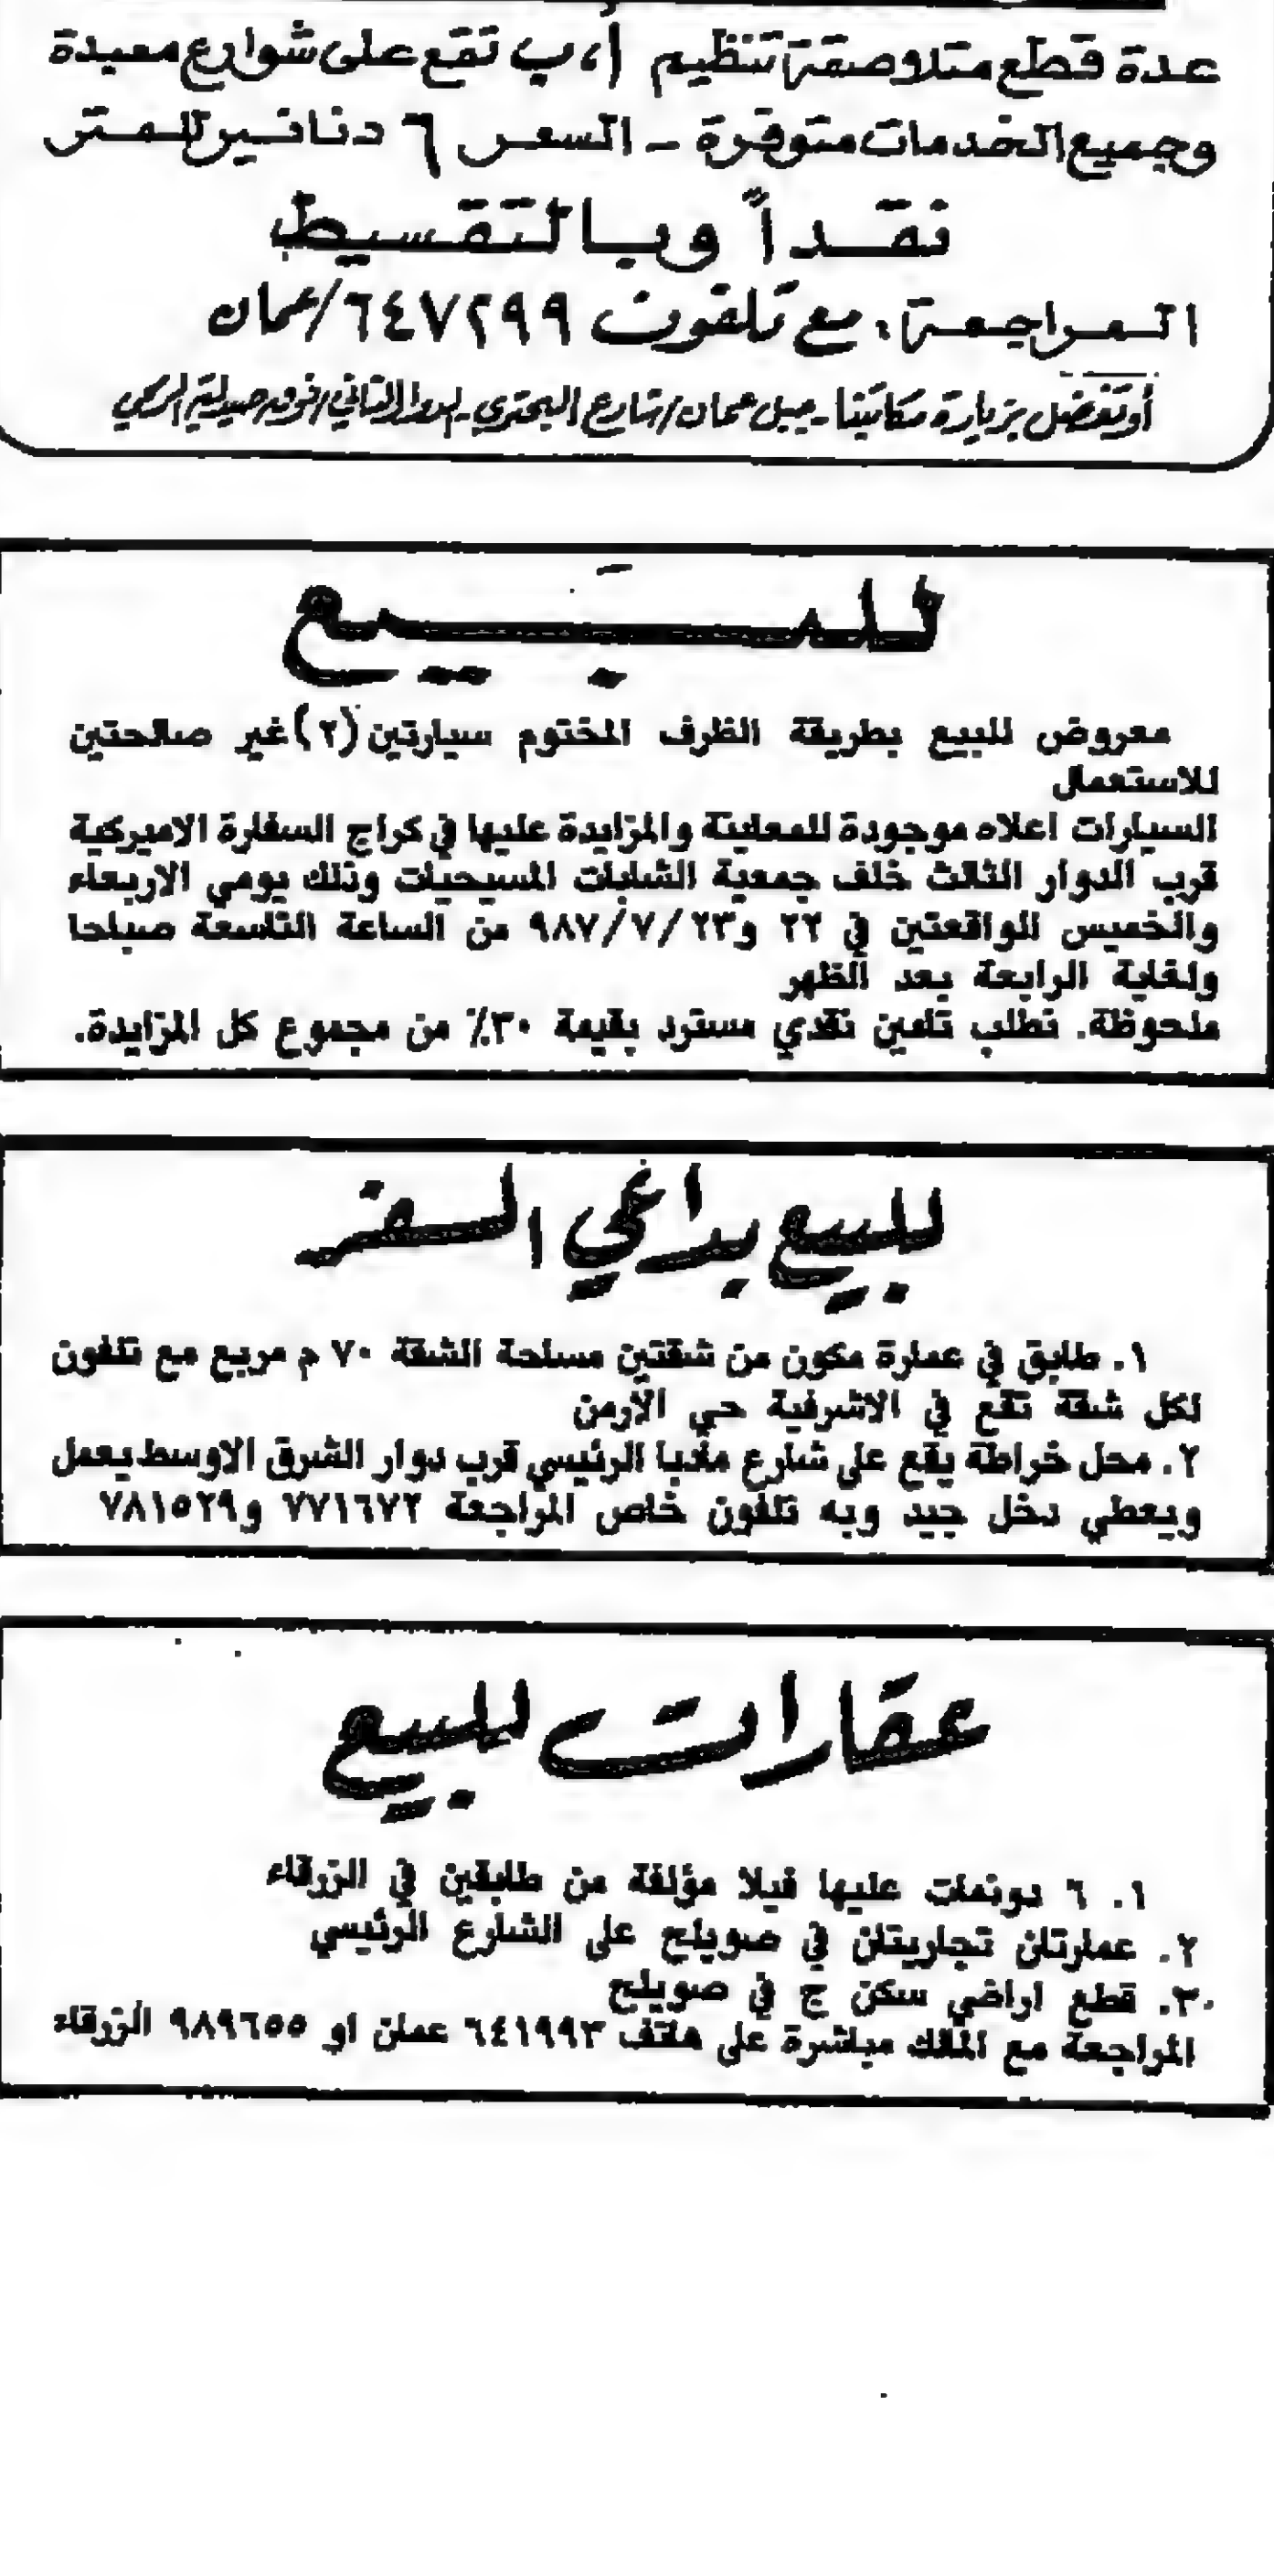 عدة قطع متلاصقة تنظيم أ، ب تقع على شوارع معبدة
وجميع الخدمات متوفرة - السعر ٦ دنانير للمتر
نقداً وبالتقسيط
المراجعة، مع تلفون ٦٤٧٢٩٩/عمان
أو تفضل بزيارة مكاتبنا - جبل عمان/شارع البحتري - الدوار الثاني/فوق صيدلية
للبيع
معروض للبيع بطريقة الظرف المختوم سيارتين (٢) غير صالحتين
للاستعمال
السيارات اعلاه موجودة للمعاينة والمزايدة عليها في كراج السفارة الاميركية
قرب الدوار الثالث خلف جمعية الشابات المسيحيات وذلك يومي الاربعاء
والخميس الواقعتين في ٢٢ و٩٨٧/٧/٢٣ من الساعة التاسعة صباحا
ولغاية الرابعة بعد الظهر
ملحوظة. نطلب تامين نقدي مسترد بقيمة ٣٠٪ من مجموع كل المزايدة.
للبيع بداعي السفر
١. طابق في عمارة مكون من شقتين مساحة الشقة ٧٠ م مربع مع تلفون
لكل شقة تقع في الاشرفية حي الارمن
٢. محل خراطة يقع على شارع مادبا الرئيسي قرب دوار الشرق الاوسط يعمل
ويعطي دخل جيد وبه تلفون خاص المراجعة ٧٧١٦٧٢ و٧٨١٥٢٩
عقارات للبيع
١. ٦ دونمات عليها فيلا مؤلفة من طابقين في الزرقاء
٢. عمارتان تجاريتان في صويلح على الشارع الرئيسي
٣. قطع اراضي سكن ج في صويلح
المراجعة مع المالك مباشرة على هاتف ٦٤١٩٩٣ عمان او ٩٨٩٦٥٥ الزرقاء